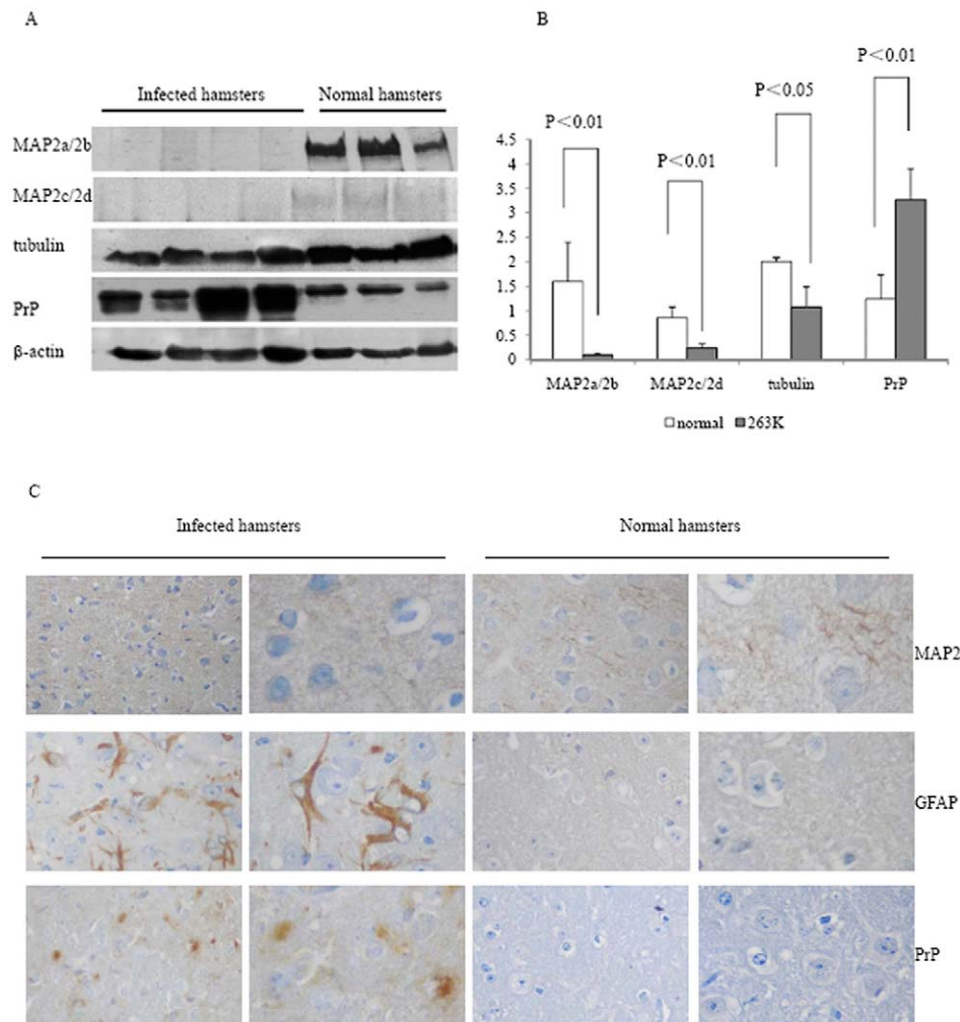 A
B
Infected hamsters
Normal hamsters
MAP2a/2b
MAP2c/2d
tubulin
PrP
β-actin
P<0.01
P<0.01
P<0.05
P<0.01
4.5
4
3.5
3
2.5
2
1.5
1
0.5
0
MAP2a/2b MAP2c/2d tubulin PrP
normal 263K
C
Infected hamsters
Normal hamsters
MAP2
GFAP
PrP